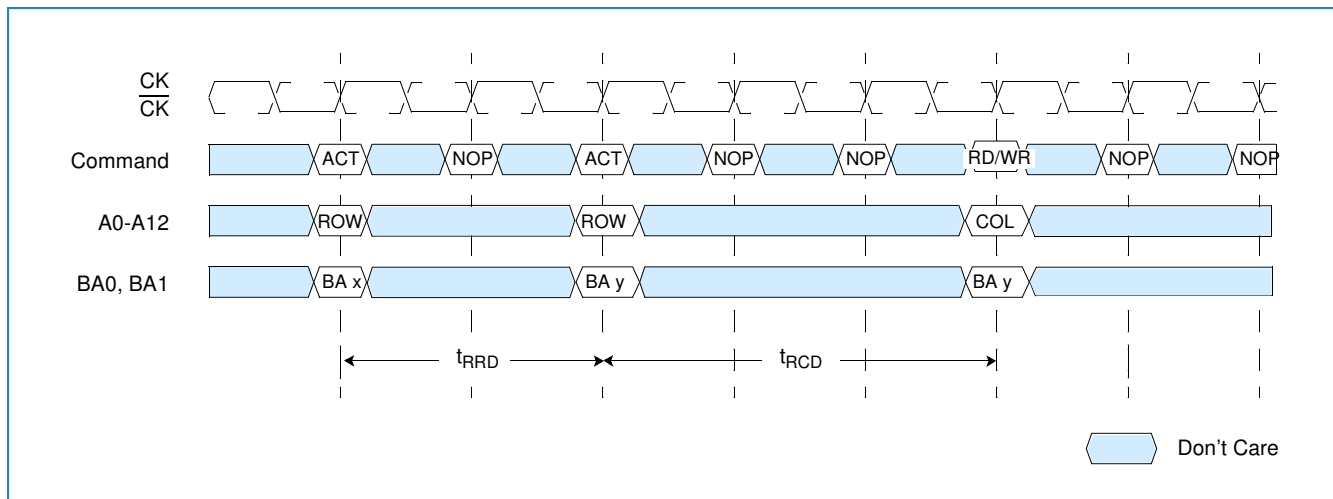 CK
CK
Command ACT NOP ACT NOP NOP RD/WR NOP NOP
A0-A12 ROW ROW COL
BA0, BA1 BA x BA y BA y
tRRD tRCD
Don't Care